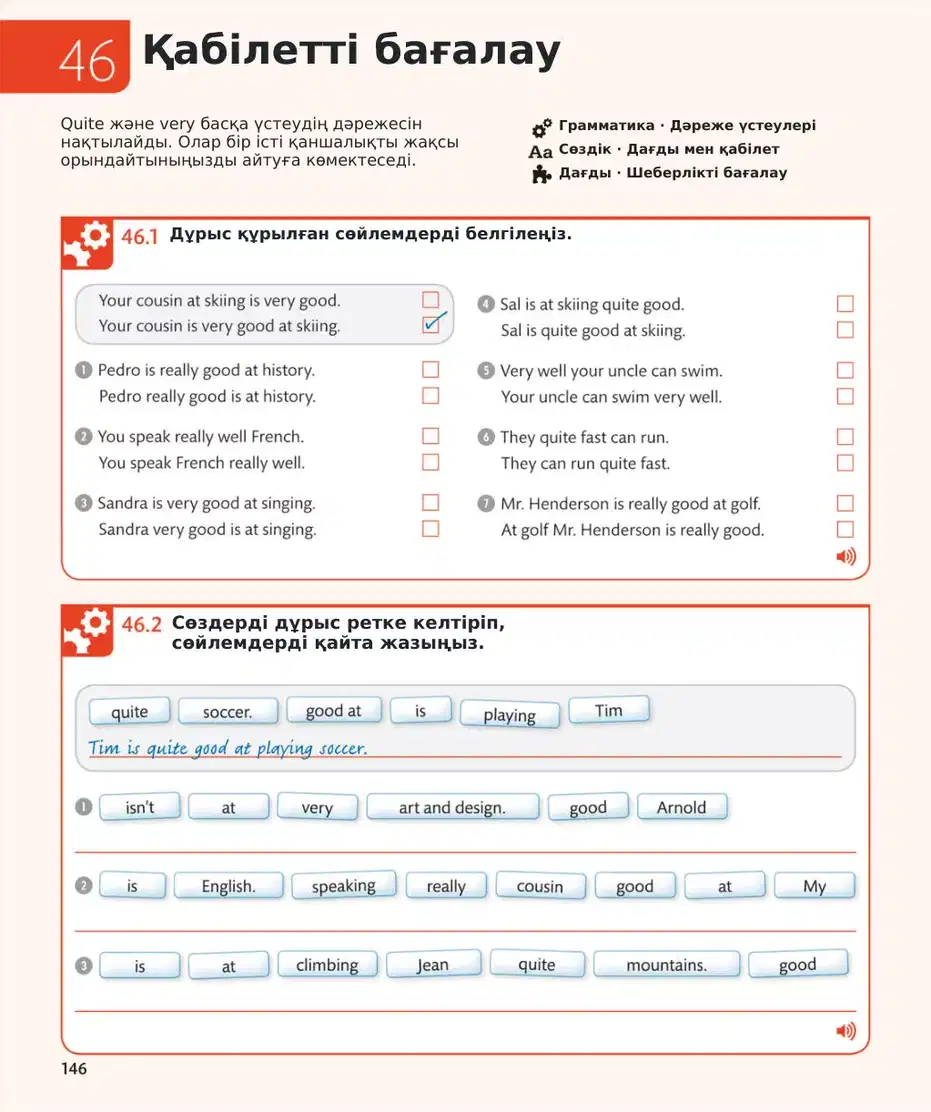 46 Қабілетті бағалау
Quite және very басқа үстеудің дәрежесін
нақтылайды. Олар бір істі қаншалықты жақсы
орындайтыныңызды айтуға көмектеседі.
Грамматика · Дәреже үстеулері
Aa Сөздік · Дағды мен қабілет
Дағды · Шеберлікті бағалау
46.1 Дұрыс құрылған сөйлемдерді белгілеңіз.
Your cousin at skiing is very good.
Your cousin is very good at skiing.
1 Pedro is really good at history.
Pedro really good is at history.
2 You speak really well French.
You speak French really well.
3 Sandra is very good at singing.
Sandra very good is at singing.
4 Sal is at skiing quite good.
Sal is quite good at skiing.
5 Very well your uncle can swim.
Your uncle can swim very well.
6 They quite fast can run.
They can run quite fast.
7 Mr. Henderson is really good at golf.
At golf Mr. Henderson is really good.
46.2 Сөздерді дұрыс ретке келтіріп,
сөйлемдерді қайта жазыңыз.
quite soccer. good at is playing Tim
Tim is quite good at playing soccer.
1 isn't at very art and design. good Arnold
2 is English. speaking really cousin good at My
3 is at climbing Jean quite mountains. good
146